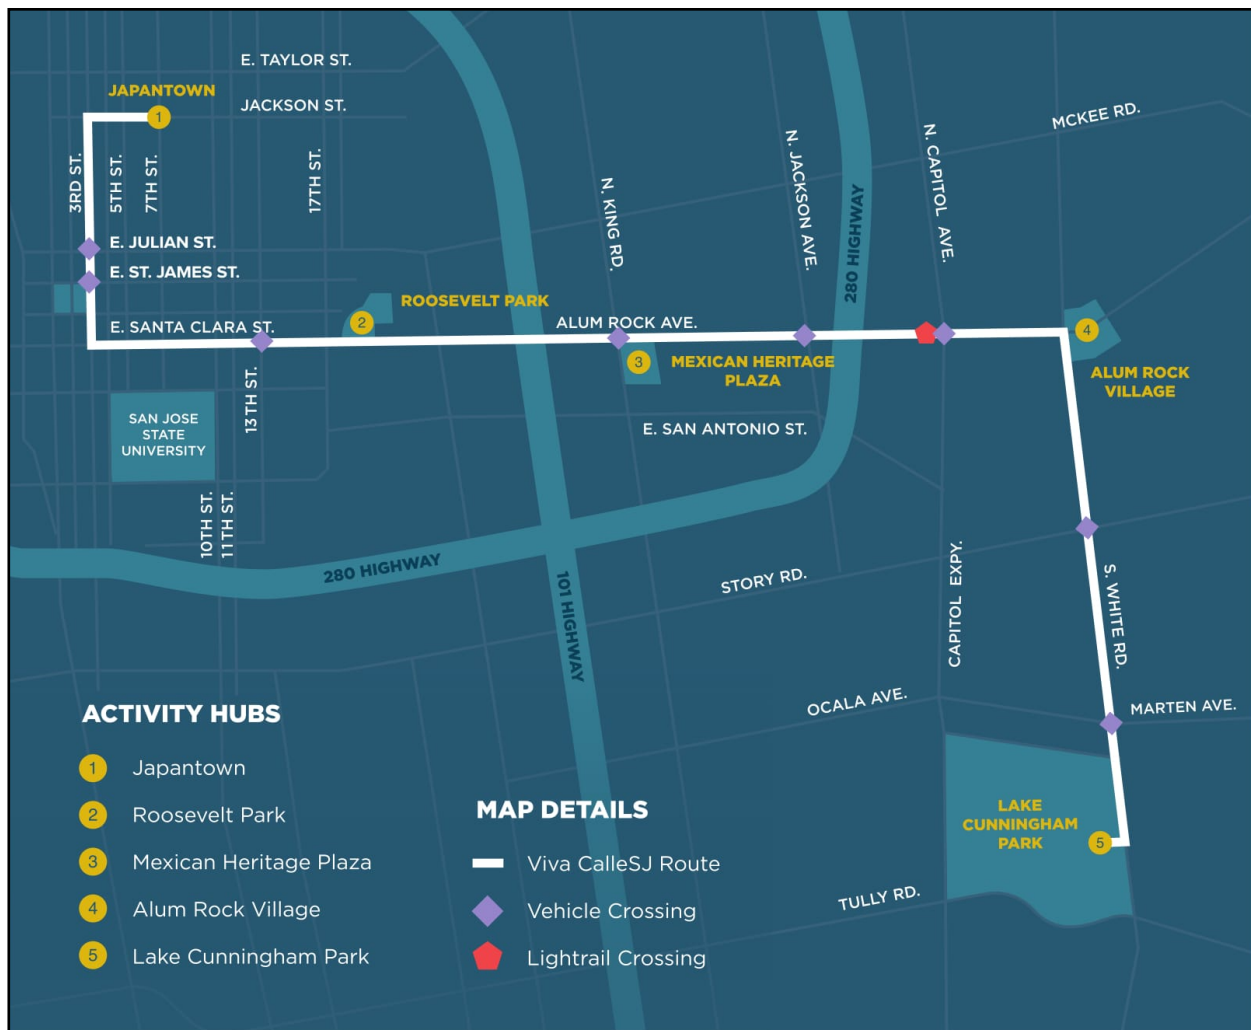 E. TAYLOR ST.
JAPANTOWN
JACKSON ST.
1
MCKEE RD.
3RD ST.
5TH ST.
7TH ST.
17TH ST.
N. KING RD.
N. JACKSON AVE.
280 HIGHWAY
N. CAPITOL AVE.
E. JULIAN ST.
E. ST. JAMES ST.
ROOSEVELT PARK
2
E. SANTA CLARA ST.
ALUM ROCK AVE.
3
MEXICAN HERITAGE
PLAZA
4
ALUM ROCK
VILLAGE
13TH ST.
SAN JOSE
STATE
UNIVERSITY
E. SAN ANTONIO ST.
10TH ST.
11TH ST.
280 HIGHWAY
101 HIGHWAY
STORY RD.
CAPITOL EXPY.
S. WHITE RD.
OCALA AVE.
MARTEN AVE.
LAKE
CUNNINGHAM
PARK
5
TULLY RD.
ACTIVITY HUBS
1 Japantown
2 Roosevelt Park
3 Mexican Heritage Plaza
4 Alum Rock Village
5 Lake Cunningham Park
MAP DETAILS
Viva CalleSJ Route
Vehicle Crossing
Lightrail Crossing